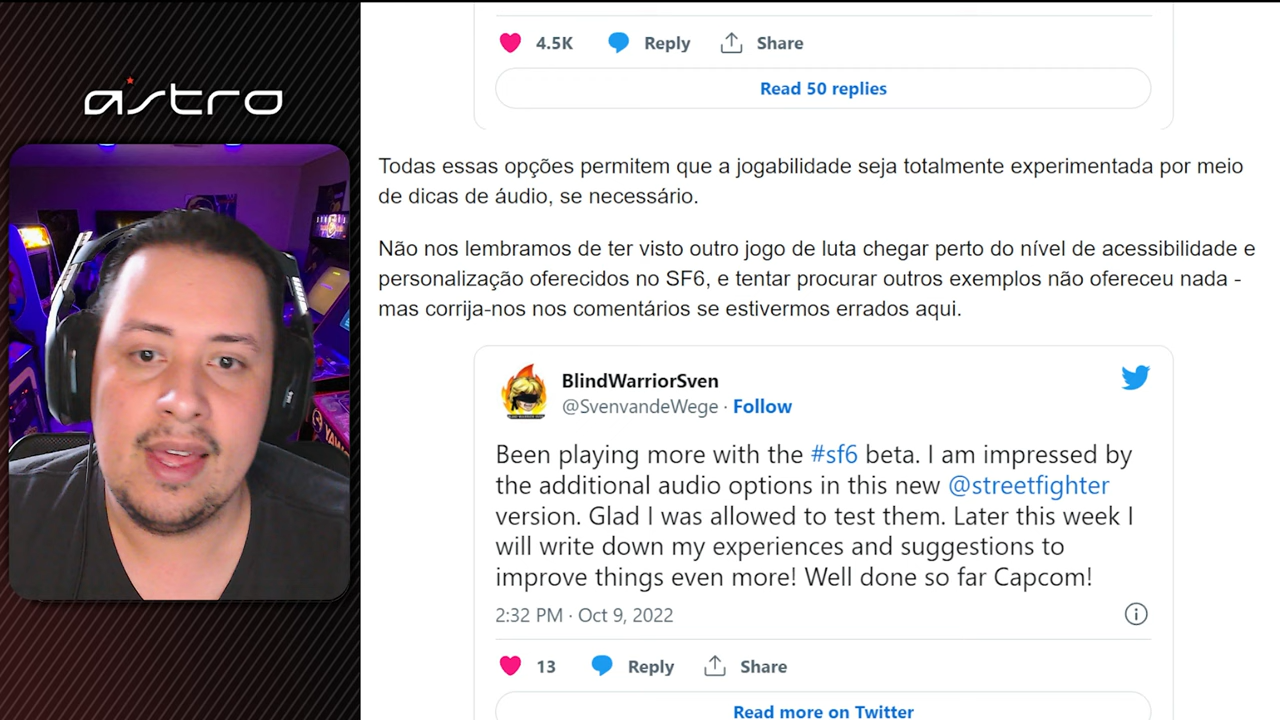 astro
4.5K Reply Share
Read 50 replies
Todas essas opções permitem que a jogabilidade seja totalmente experimentada por meio
de dicas de áudio, se necessário.
Não nos lembramos de ter visto outro jogo de luta chegar perto do nível de acessibilidade e
personalização oferecidos no SF6, e tentar procurar outros exemplos não ofereceu nada -
mas corrija-nos nos comentários se estivermos errados aqui.
BlindWarriorSven
@SvenvandeWege · Follow
Been playing more with the #sf6 beta. I am impressed by
the additional audio options in this new @streetfighter
version. Glad I was allowed to test them. Later this week I
will write down my experiences and suggestions to
improve things even more! Well done so far Capcom!
2:32 PM · Oct 9, 2022
13 Reply Share
Read more on Twitter